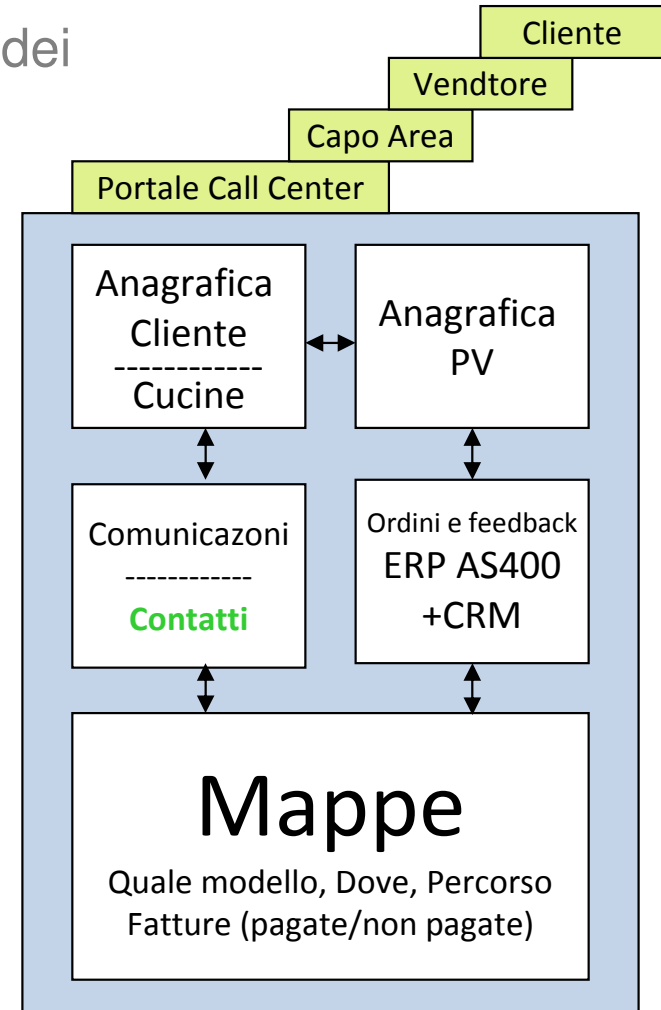 dei
Cliente
Vendtore
Capo Area
Portale Call Center
Anagrafica
Cliente
------------
Cucine
Anagrafica
PV
Comunicazoni
------------
Contatti
Ordini e feedback
ERP AS400
+CRM
Mappe
Quale modello, Dove, Percorso
Fatture (pagate/non pagate)